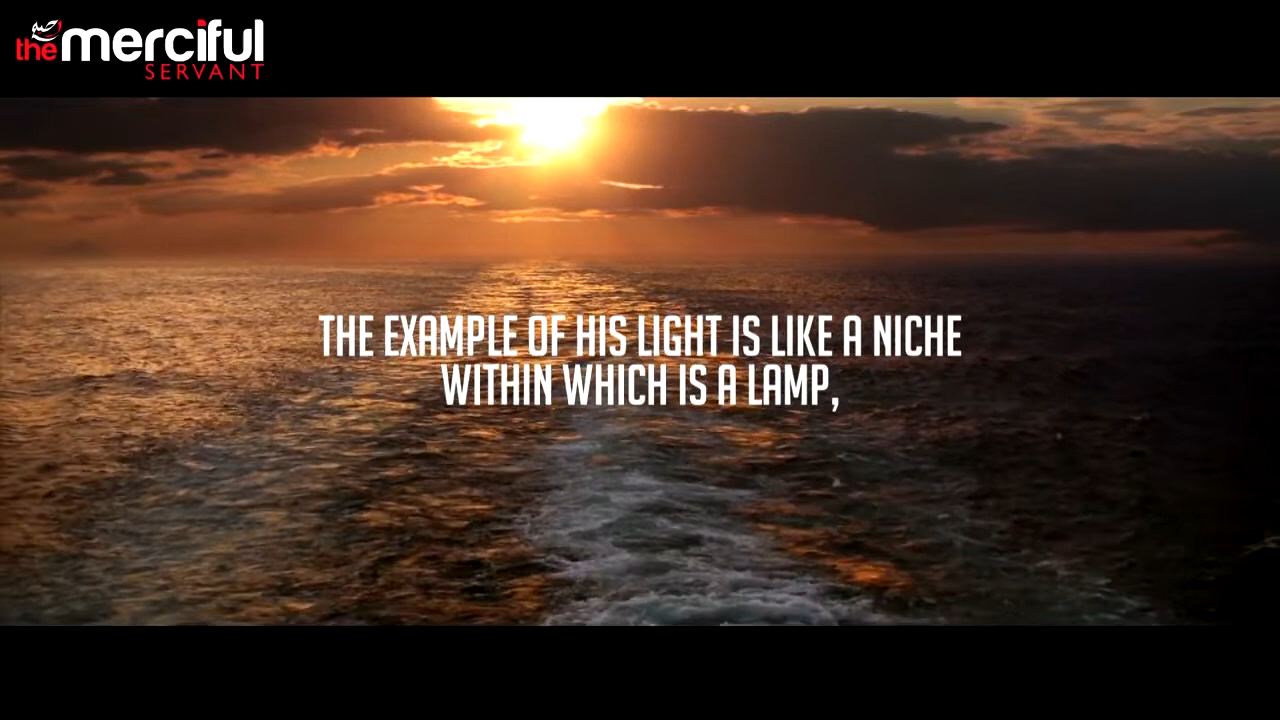 the merciful
SERVANT
THE EXAMPLE OF HIS LIGHT IS LIKE A NICHE
WITHIN WHICH IS A LAMP,